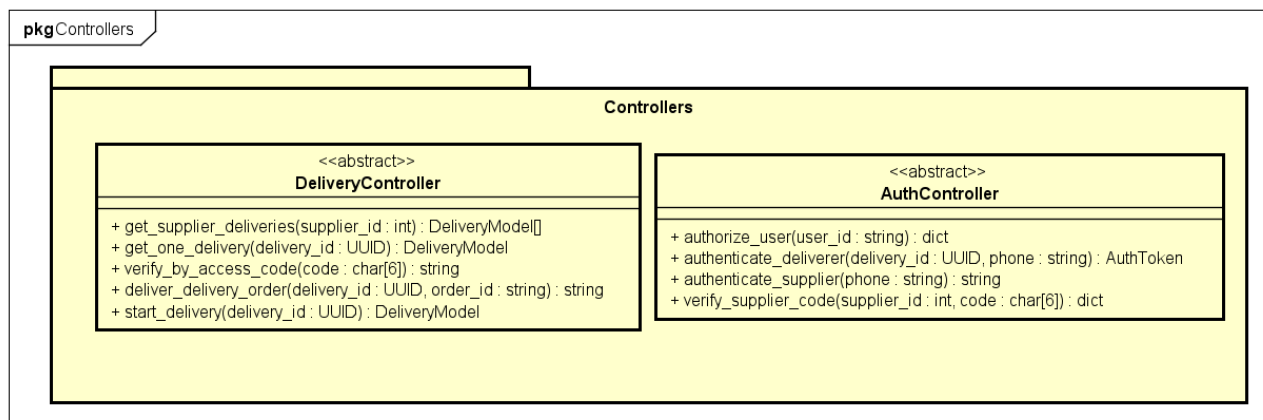 pkg Controllers
Controllers
<<abstract>>
DeliveryController
+ get_supplier_deliveries(supplier_id : int) : DeliveryModel[]
+ get_one_delivery(delivery_id : UUID) : DeliveryModel
+ verify_by_access_code(code : char[6]) : string
+ deliver_delivery_order(delivery_id : UUID, order_id : string) : string
+ start_delivery(delivery_id : UUID) : DeliveryModel
<<abstract>>
AuthController
+ authorize_user(user_id : string) : dict
+ authenticate_deliverer(delivery_id : UUID, phone : string) : AuthToken
+ authenticate_supplier(phone : string) : string
+ verify_supplier_code(supplier_id : int, code : char[6]) : dict